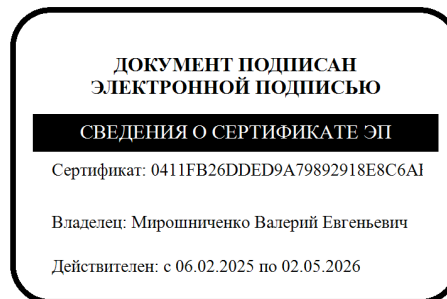 ДОКУМЕНТ ПОДПИСАН
ЭЛЕКТРОННОЙ ПОДПИСЬЮ
СВЕДЕНИЯ О СЕРТИФИКАТЕ ЭП
Сертификат: 0411FB26DDED9A79892918E8C6AF
Владелец: Мирошниченко Валерий Евгеньевич
Действителен: с 06.02.2025 по 02.05.2026